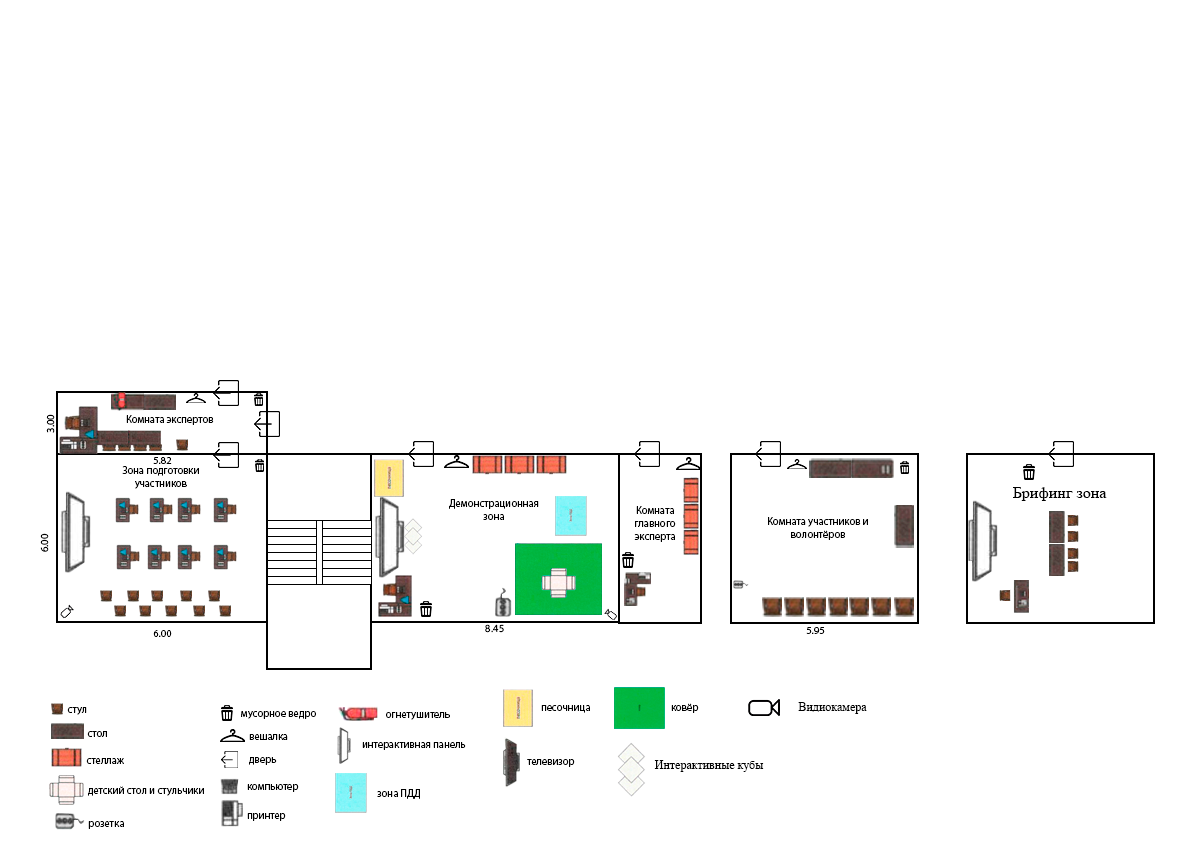 Комната экспертов
3.00
5.82
Зона подготовки
участников
6.00
6.00
Демонстрационная
зона
8.45
Комната
главного
эксперта
Комната участников и
волонтёров
5.95
Брифинг зона
стул
стол
стеллаж
детский стол и стульчики
розетка
мусорное ведро
вешалка
дверь
компьютер
принтер
огнетушитель
интерактивная панель
зона ПДД
песочница
телевизор
ковёр
Интерактивные кубы
Видиокамера